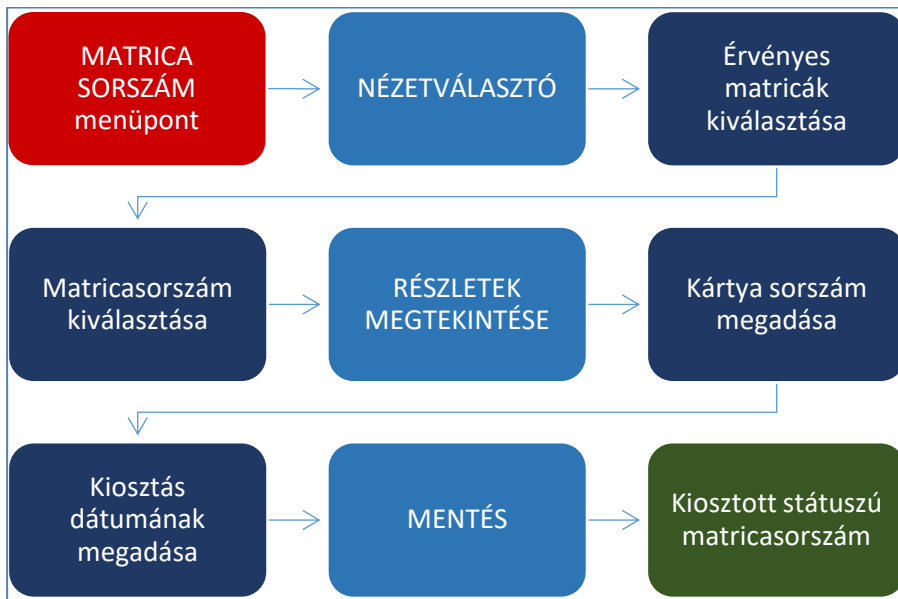 MATRICA
SORSZÁM
menüpont
NÉZETVÁLASZTÓ
Érvényes
matricák
kiválasztása
Matricasorszám
kiválasztása
RÉSZLETEK
MEGTEKINTÉSE
Kártya sorszám
megadása
Kiosztás
dátumának
megadása
MENTÉS
Kiosztott státuszú
matricasorszám